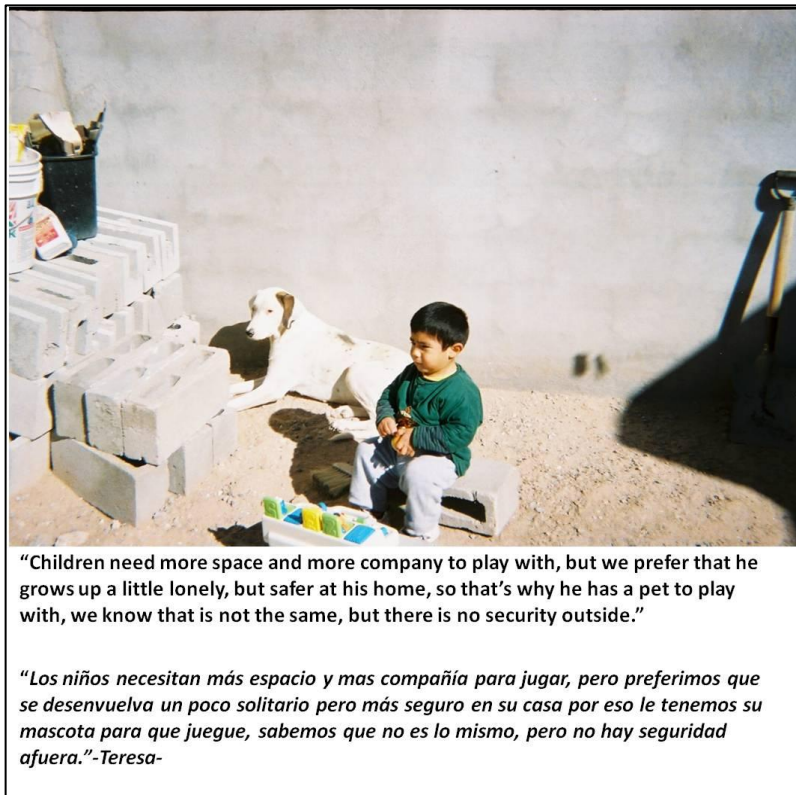 “Children need more space and more company to play with, but we prefer that he
grows up a little lonely, but safer at his home, so that’s why he has a pet to play
with, we know that is not the same, but there is no security outside.”
“Los niños necesitan más espacio y mas compañía para jugar, pero preferimos que
se desenvuelva un poco solitario pero más seguro en su casa por eso le tenemos su
mascota para que juegue, sabemos que no es lo mismo, pero no hay seguridad
afuera.”-Teresa-